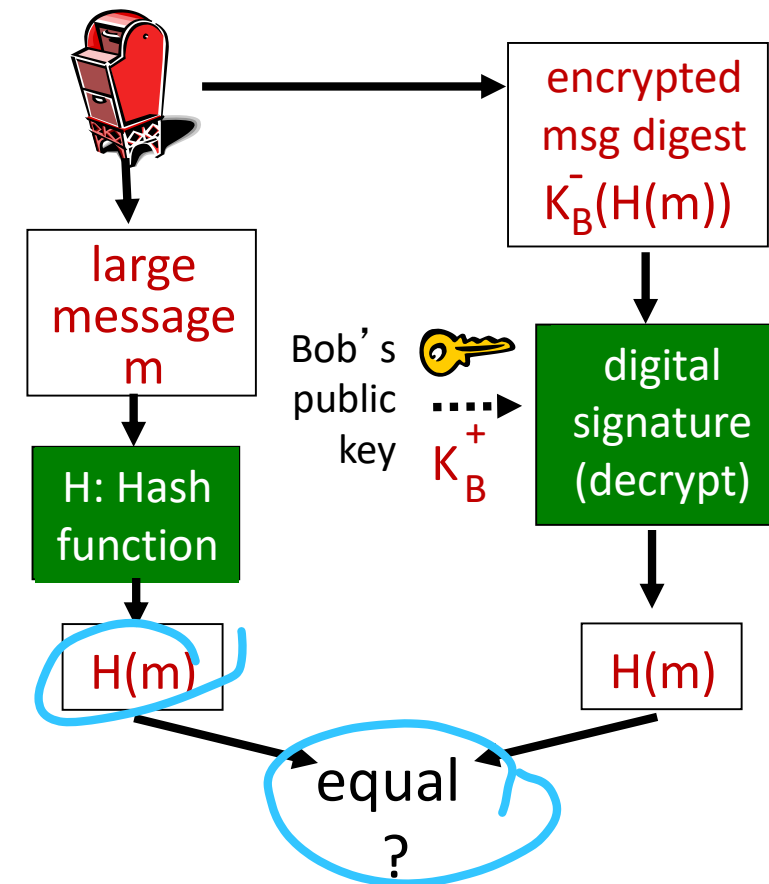 encrypted
msg digest
K_B^-(H(m))
large
message
m
Bob's
public
key
K_B^+
digital
signature
(decrypt)
H: Hash
function
H(m)
H(m)
equal
?